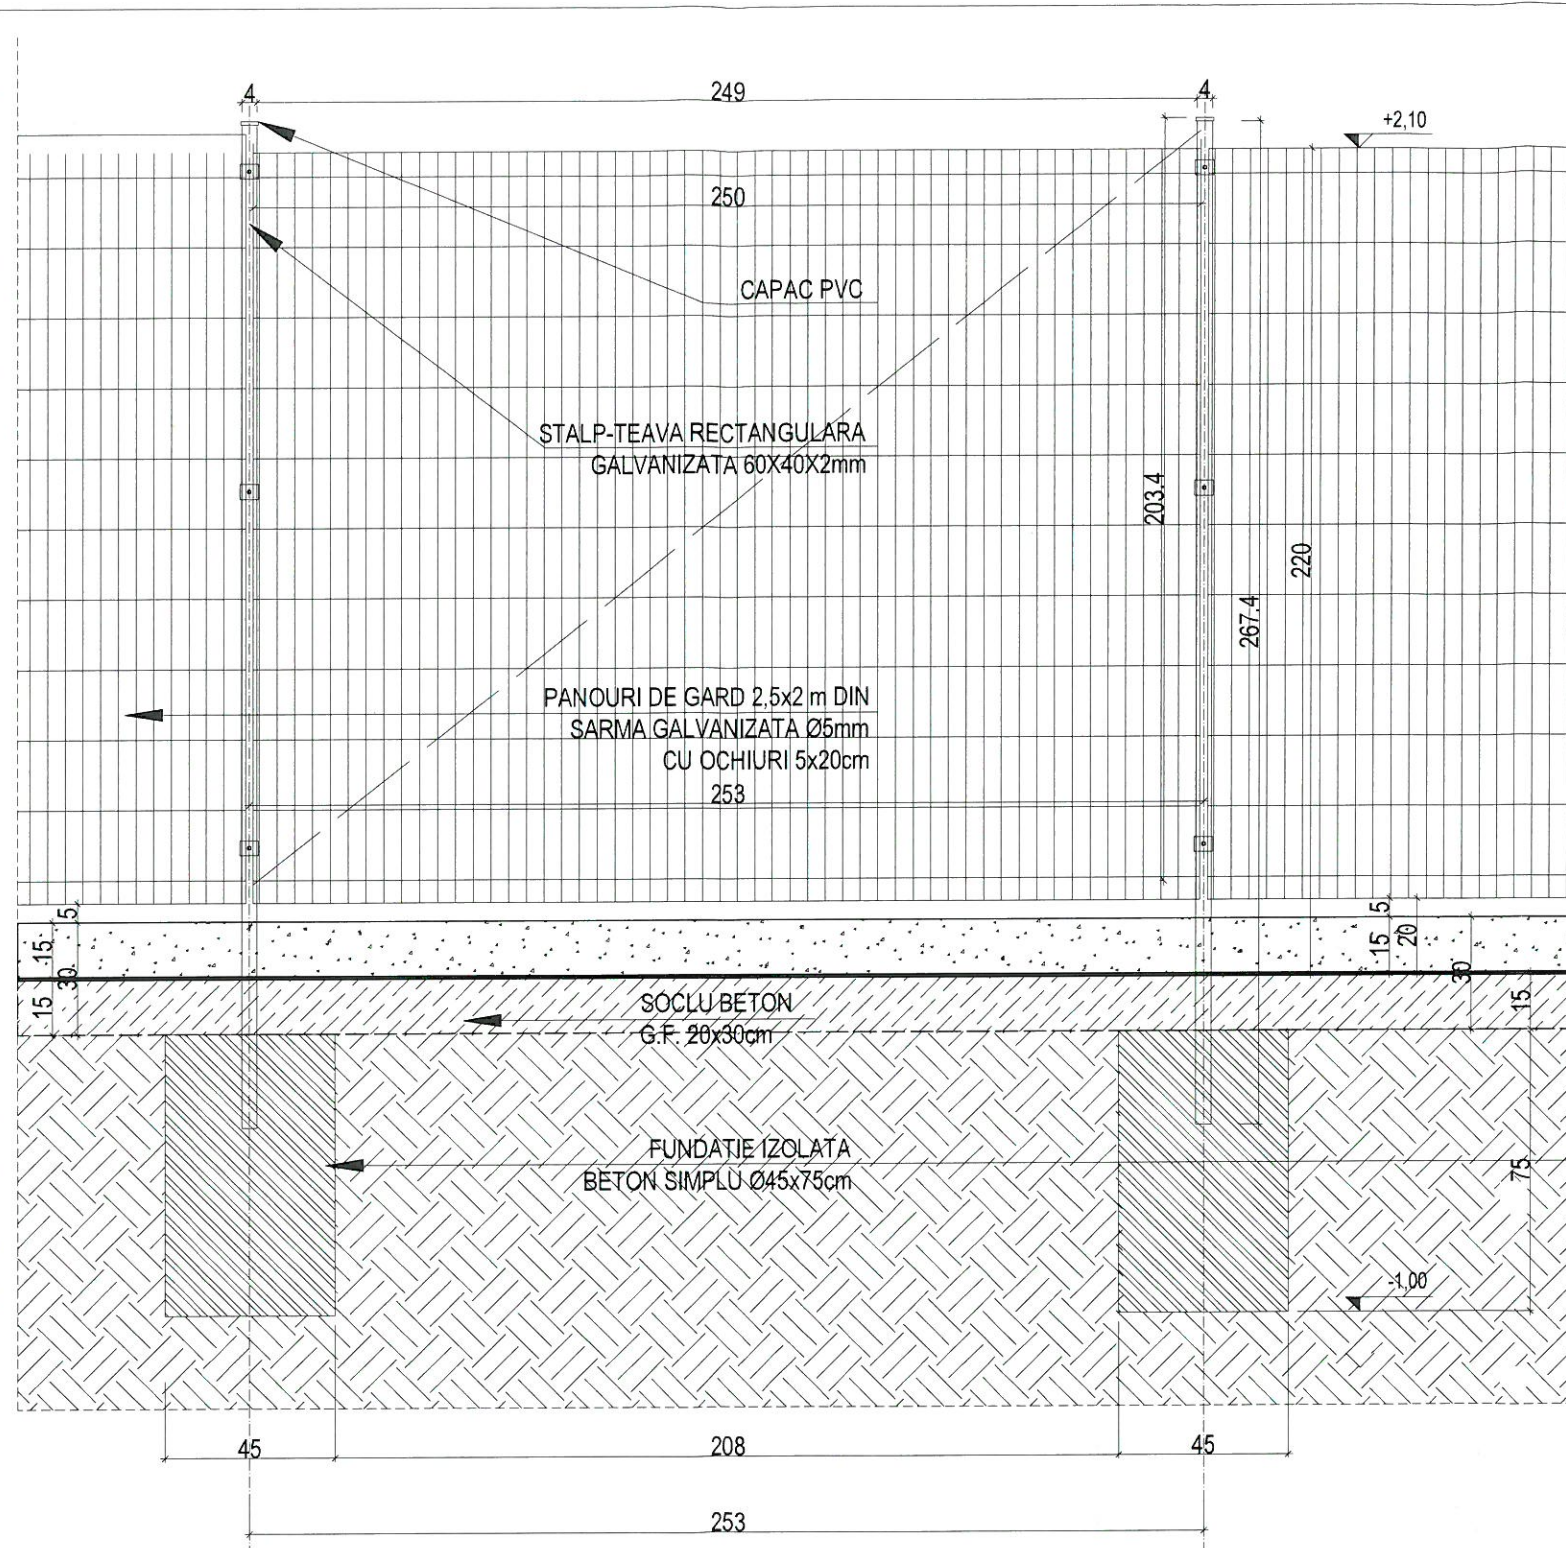 4
249
4
+2,10
250
CAPAC PVC
STALP-TEAVA RECTANGULARA
GALVANIZATA 60X40X2mm
203.4
220
267.4
PANOURI DE GARD 2,5x2 m DIN
SARMA GALVANIZATA Ø5mm
CU OCHIURI 5x20cm
253
5
15
30
15
5
15
20
30
15
SOCLU BETON
G.F. 20x30cm
FUNDATIE IZOLATA
BETON SIMPLU Ø45x75cm
75
-1,00
45
208
45
253